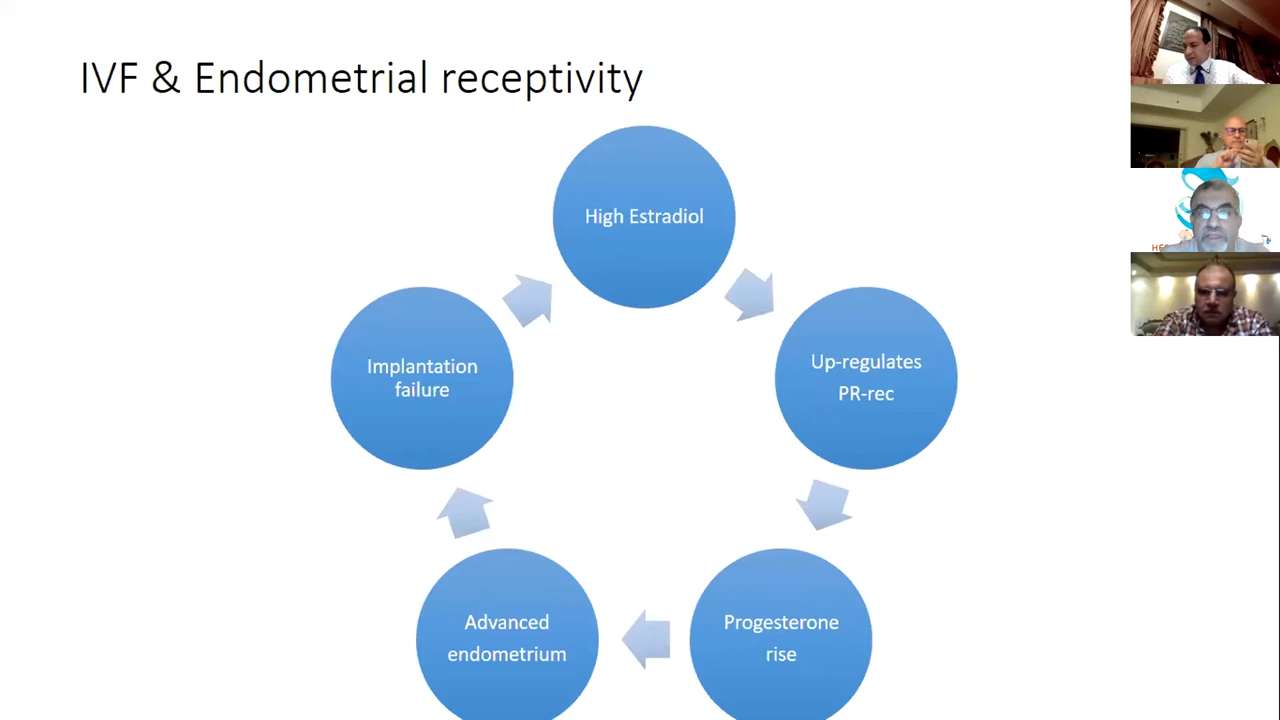 IVF & Endometrial receptivity
High Estradiol
Up-regulates
PR-rec
Progesterone
rise
Advanced
endometrium
Implantation
failure